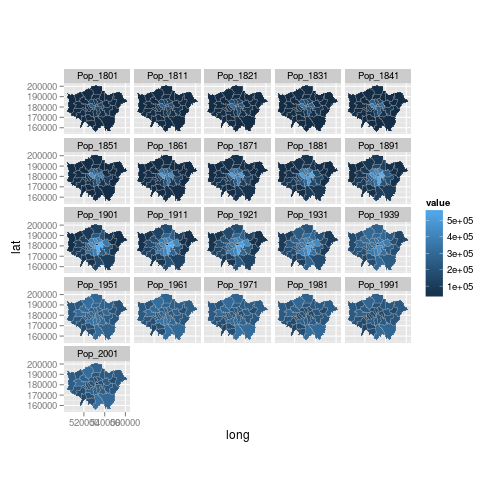 Pop_1801 Pop_1811 Pop_1821 Pop_1831 Pop_1841
200000
190000
180000
170000
160000
Pop_1851 Pop_1861 Pop_1871 Pop_1881 Pop_1891
200000
190000
180000
170000
160000
Pop_1901 Pop_1911 Pop_1921 Pop_1931 Pop_1939
200000
190000
180000
170000
160000
Pop_1951 Pop_1961 Pop_1971 Pop_1981 Pop_1991
200000
190000
180000
170000
160000
Pop_2001
200000
190000
180000
170000
160000
520000 540000 560000
lat
long
value
5e+05
4e+05
3e+05
2e+05
1e+05